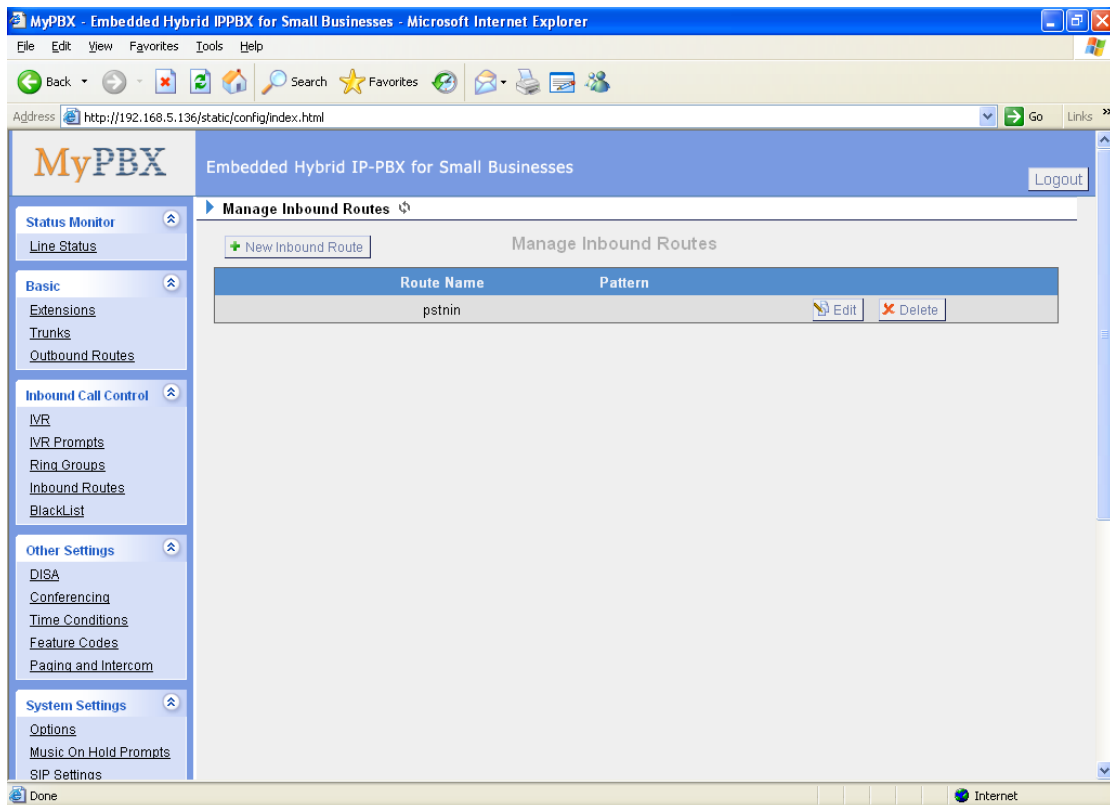 MyPBX - Embedded Hybrid IPPBX for Small Businesses - Microsoft Internet Explorer
File Edit View Favorites Tools Help
Back Search Favorites
Address http://192.168.5.136/static/config/index.html Go Links »
MyPBX
Embedded Hybrid IP-PBX for Small Businesses
Logout
Status Monitor
Line Status
Basic
Extensions
Trunks
Outbound Routes
Inbound Call Control
IVR
IVR Prompts
Ring Groups
Inbound Routes
BlackList
Other Settings
DISA
Conferencing
Time Conditions
Feature Codes
Paging and Intercom
System Settings
Options
Music On Hold Prompts
SIP Settings
Manage Inbound Routes
New Inbound Route
Manage Inbound Routes
Route Name Pattern
pstnin Edit Delete
Done Internet